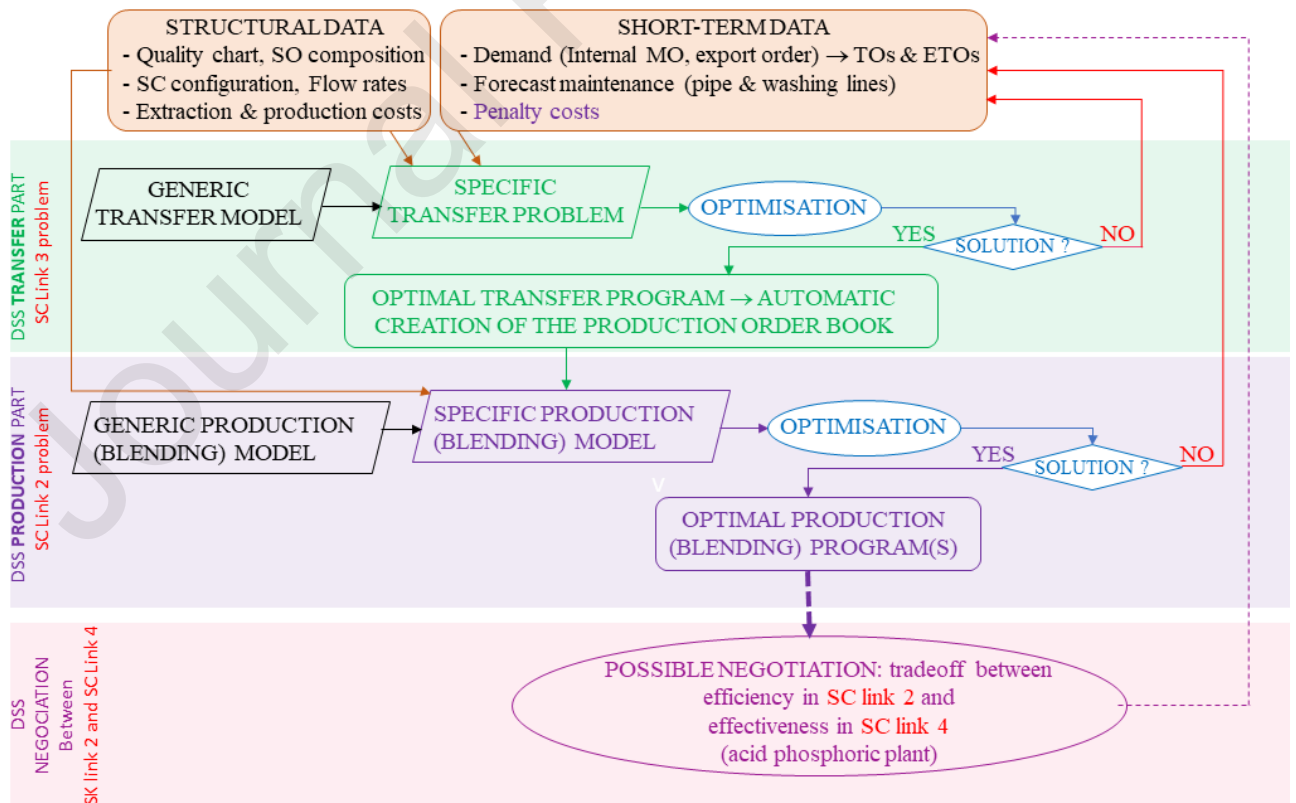 STRUCTURAL DATA
- Quality chart, SO composition
- SC configuration, Flow rates
- Extraction & production costs
SHORT-TERM DATA
- Demand (Internal MO, export order) → TOs & ETOs
- Forecast maintenance (pipe & washing lines)
- Penalty costs
DSS TRANSFER PART
SC Link 3 problem
GENERIC
TRANSFER MODEL
SPECIFIC
TRANSFER PROBLEM
OPTIMISATION
SOLUTION ?
YES
NO
OPTIMAL TRANSFER PROGRAM → AUTOMATIC
CREATION OF THE PRODUCTION ORDER BOOK
DSS PRODUCTION PART
SC Link 2 problem
GENERIC PRODUCTION
(BLENDING) MODEL
SPECIFIC PRODUCTION
(BLENDING) MODEL
OPTIMISATION
SOLUTION ?
YES
NO
v
OPTIMAL PRODUCTION
(BLENDING) PROGRAM(S)
DSS
NEGOCIATION
Between
SK link 2 and SC Link 4
POSSIBLE NEGOTIATION: tradeoff between
efficiency in SC link 2 and
effectiveness in SC link 4
(acid phosphoric plant)
Journal